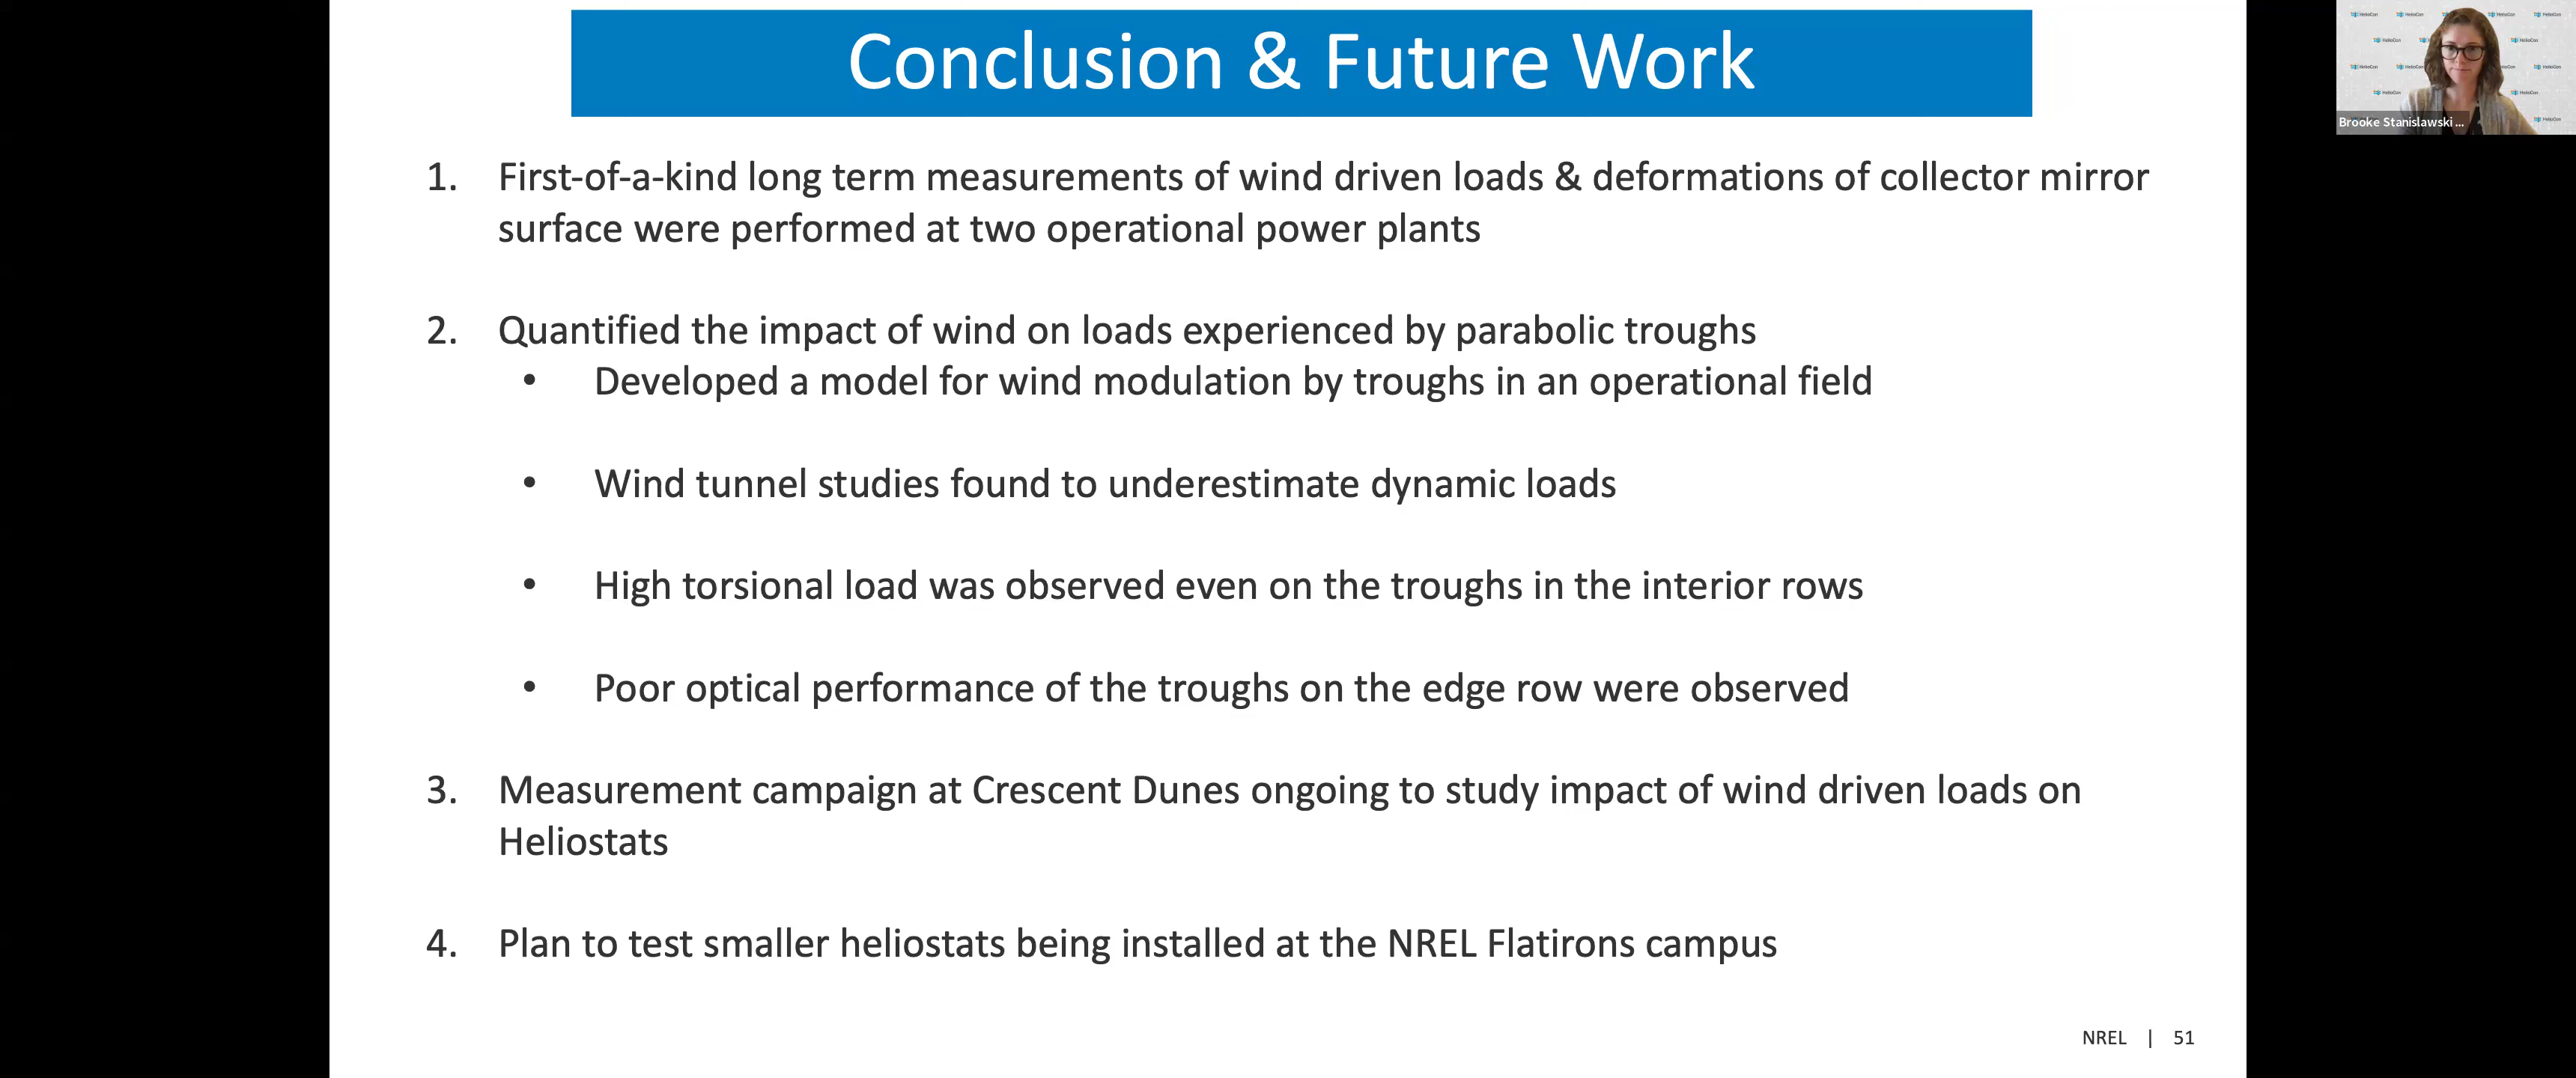 Conclusion & Future Work
1. First-of-a-kind long term measurements of wind driven loads & deformations of collector mirror
surface were performed at two operational power plants
2. Quantified the impact of wind on loads experienced by parabolic troughs
• Developed a model for wind modulation by troughs in an operational field
• Wind tunnel studies found to underestimate dynamic loads
• High torsional load was observed even on the troughs in the interior rows
• Poor optical performance of the troughs on the edge row were observed
3. Measurement campaign at Crescent Dunes ongoing to study impact of wind driven loads on
Heliostats
4. Plan to test smaller heliostats being installed at the NREL Flatirons campus
NREL | 51
HelioCon
Brooke Stanislawski ...